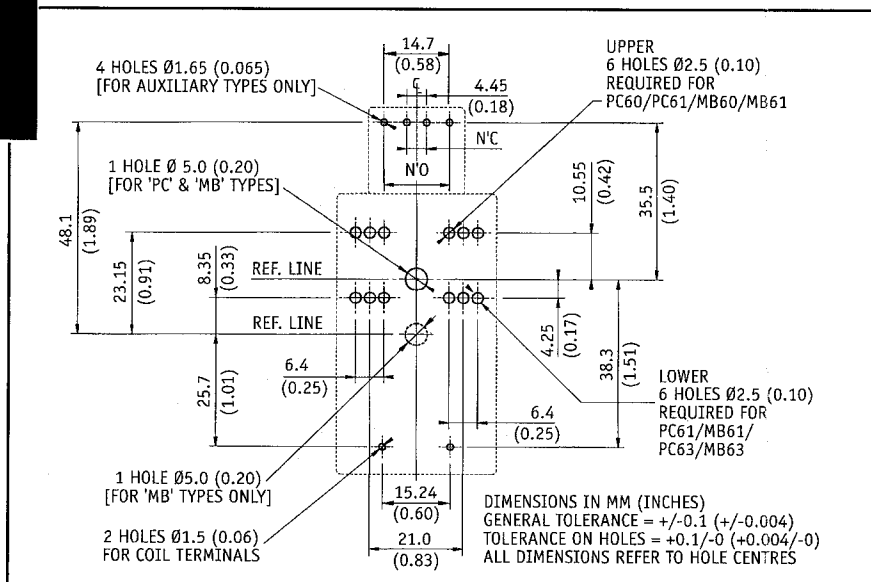 14.7
(0.58)
4 HOLES Ø1.65 (0.065)
[FOR AUXILIARY TYPES ONLY]
℄
4.45
(0.18)
UPPER
6 HOLES Ø2.5 (0.10)
REQUIRED FOR
PC60/PC61/MB60/MB61
N'C
N'O
1 HOLE Ø 5.0 (0.20)
[FOR 'PC' & 'MB' TYPES]
48.1
(1.89)
23.15
(0.91)
8.35
(0.33)
REF. LINE
REF. LINE
10.55
(0.42)
35.5
(1.40)
4.25
(0.17)
38.3
(1.51)
25.7
(1.01)
6.4
(0.25)
6.4
(0.25)
LOWER
6 HOLES Ø2.5 (0.10)
REQUIRED FOR
PC61/MB61/
PC63/MB63
1 HOLE Ø5.0 (0.20)
[FOR 'MB' TYPES ONLY]
2 HOLES Ø1.5 (0.06)
FOR COIL TERMINALS
15.24
(0.60)
21.0
(0.83)
DIMENSIONS IN MM (INCHES)
GENERAL TOLERANCE = +/-0.1 (+/-0.004)
TOLERANCE ON HOLES = +0.1/-0 (+0.004/-0)
ALL DIMENSIONS REFER TO HOLE CENTRES